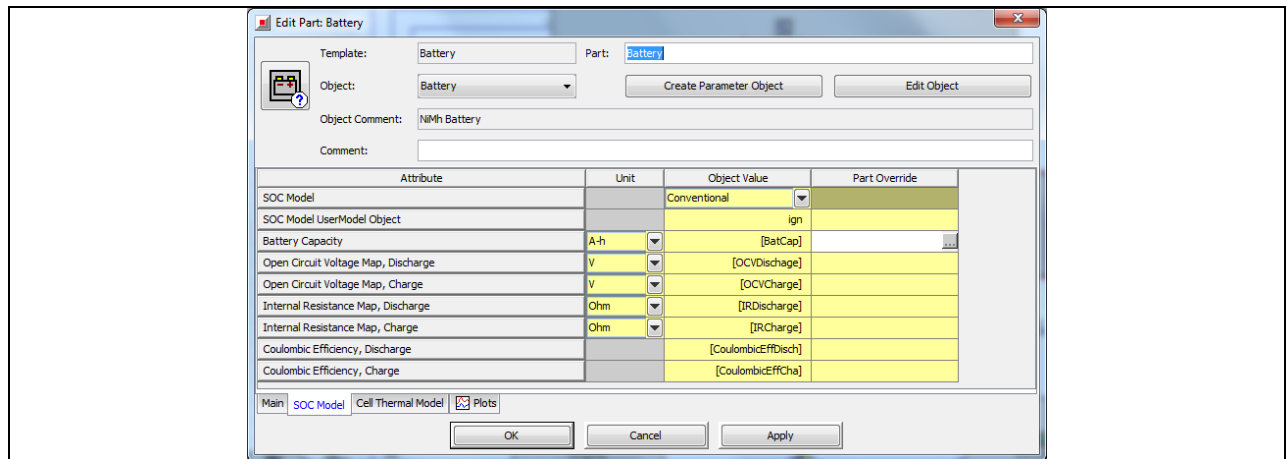 Edit Part: Battery
Template: Battery Part: Battery
Object: Battery Create Parameter Object Edit Object
Object Comment: NiMh Battery
Comment:
Attribute Unit Object Value Part Override
SOC Model Conventional
SOC Model UserModel Object ign
Battery Capacity A-h [BatCap] ...
Open Circuit Voltage Map, Discharge V [OCVDischage]
Open Circuit Voltage Map, Charge V [OCVCharge]
Internal Resistance Map, Discharge Ohm [IRDischarge]
Internal Resistance Map, Charge Ohm [IRCharge]
Coulombic Efficiency, Discharge [CoulombicEffDisch]
Coulombic Efficiency, Charge [CoulombicEffCha]
Main SOC Model Cell Thermal Model Plots
OK Cancel Apply